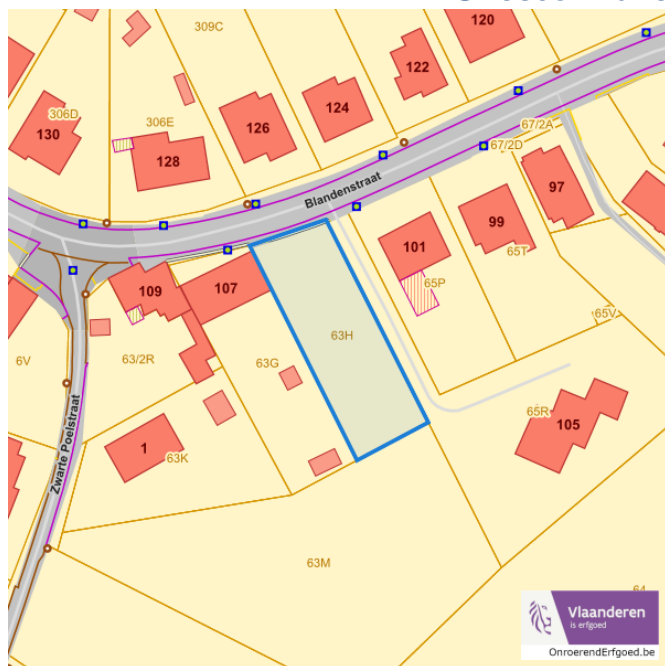 309C
120
122
124
126
306D
130
306E
128
67/2A
67/2D
97
Blandenstraat
99
101
65T
65P
109
107
63H
65V
6V
63/2R
63G
65R
105
Zwarte Poelstraat
1
63K
63M
64
Vlaanderen
is erfgoed
OnroerendErfgoed.be